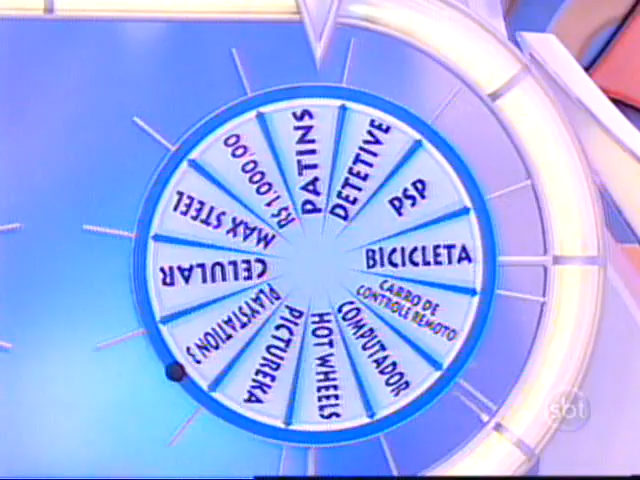 PATINS
DETETIVE
PSP
BICICLETA
CARRO DE
CONTROLE REMOTO
COMPUTADOR
HOT WHEELS
PICTUREKA
PLAYSTATION 3
CELULAR
MAX STEEL
R$ 1.000,00
sbt